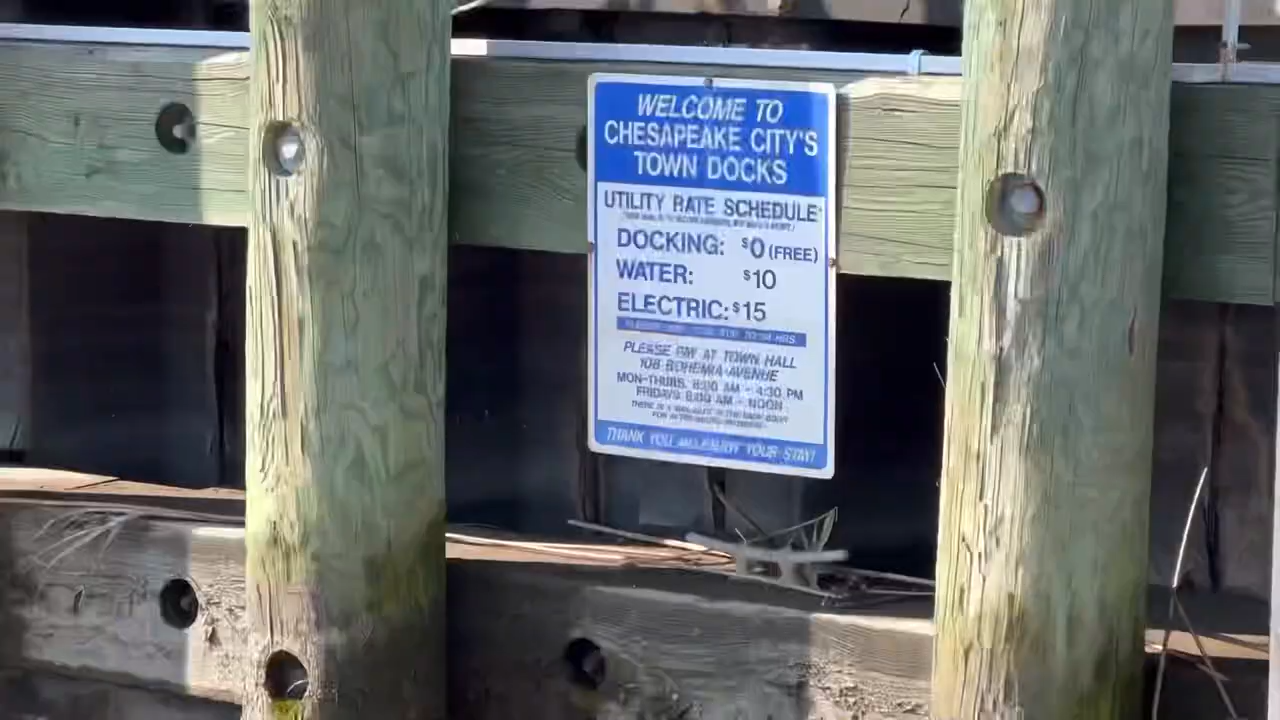 WELCOME TO
CHESAPEAKE CITY'S
TOWN DOCKS
UTILITY RATE SCHEDULE
DOCKING: $0 (FREE)
WATER: $10
ELECTRIC: $15
PLEASE PAY AT TOWN HALL
108 BOHEMIA AVENUE
MON-THURS. 8:00 AM - 4:30 PM
FRIDAYS 8:00 AM - NOON
THANK YOU AND ENJOY YOUR STAY!